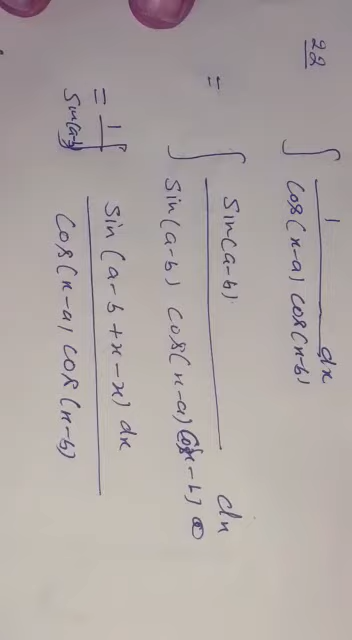 22
∫ 1/(cos(x-a) cos(x-b)) dx
= ∫ sin(a-b)/(sin(a-b) cos(x-a) cos(x-b)) dx
= 1/sin(a-b) ∫ sin(a-b+x-x) dx/(cos(x-a) cos(x-b))